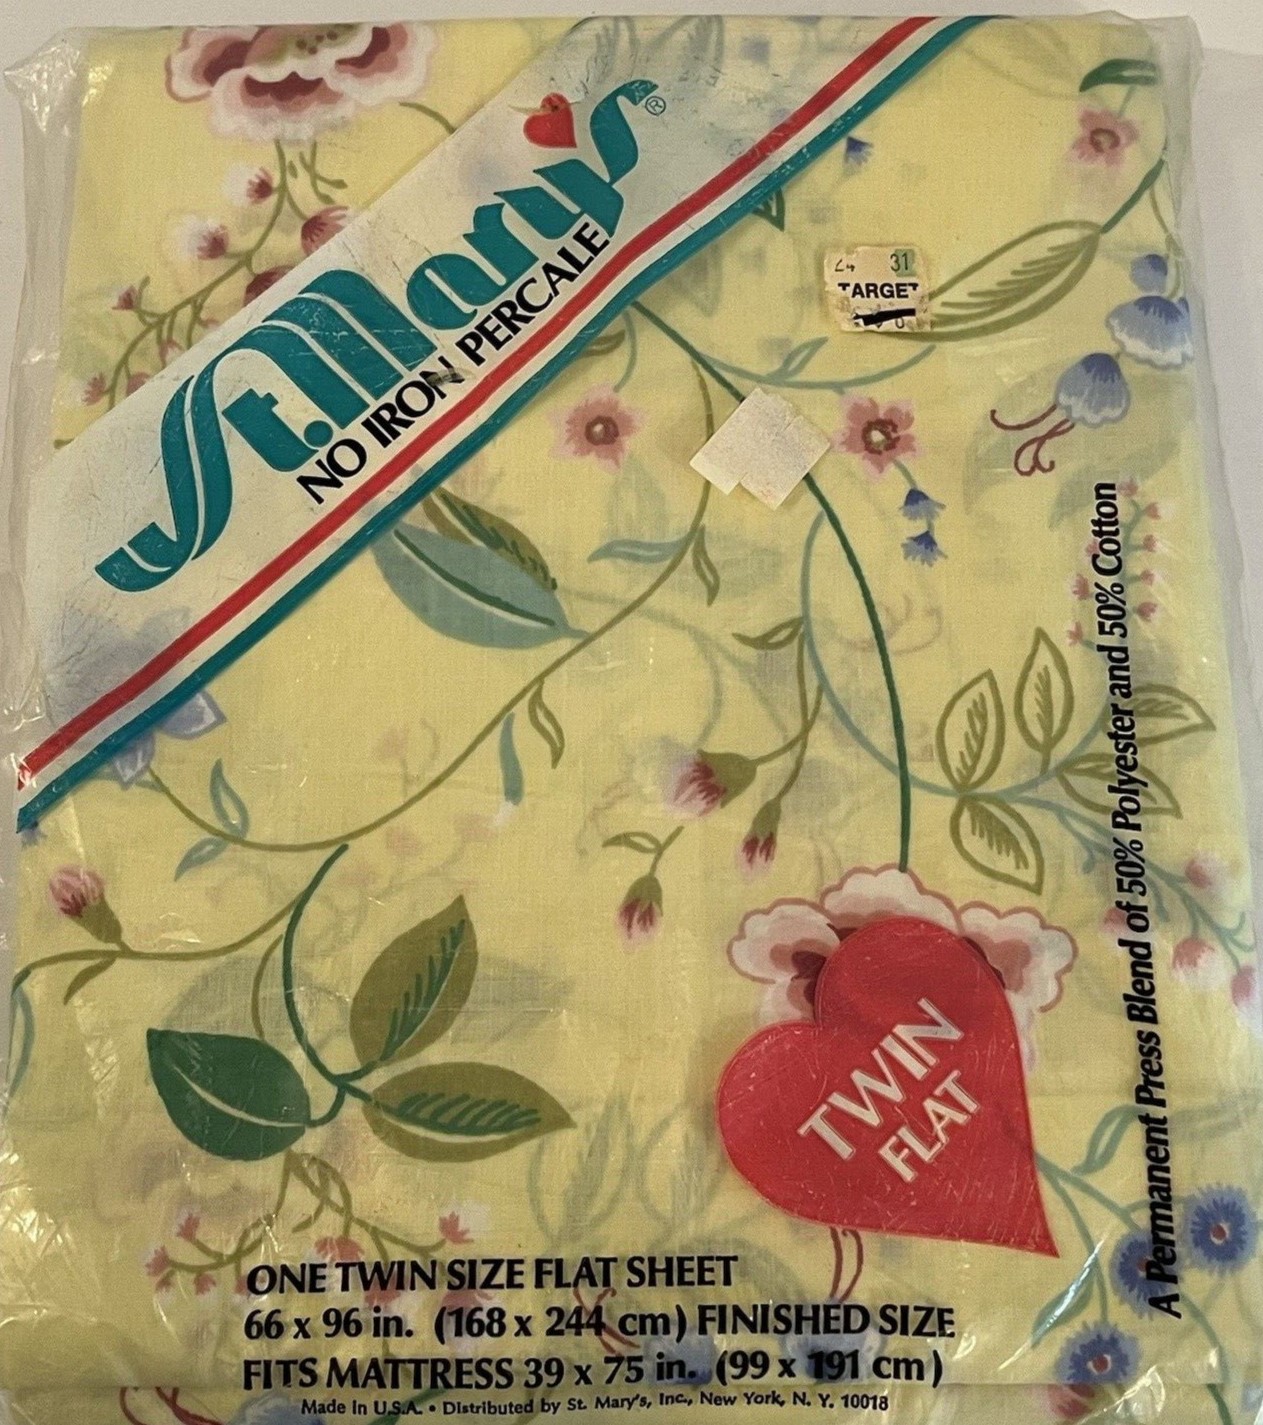 St. Mary's ®
NO IRON PERCALE
24 31
TARGET
A Permanent Press Blend of 50% Polyester and 50% Cotton
TWIN
FLAT
ONE TWIN SIZE FLAT SHEET
66 x 96 in. (168 x 244 cm) FINISHED SIZE
FITS MATTRESS 39 x 75 in. (99 x 191 cm)
Made In U.S.A. • Distributed by St. Mary's, Inc., New York, N. Y. 10018